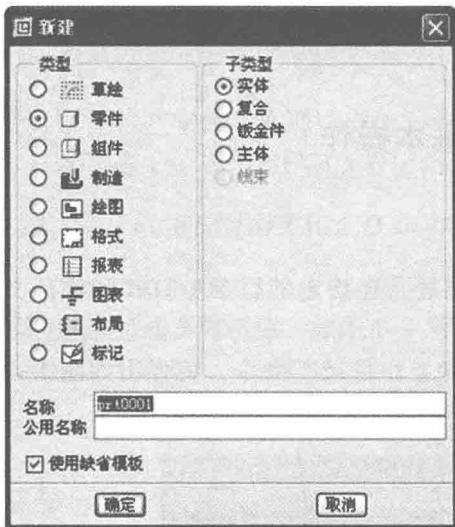 新建
类型
草绘
零件
组件
制造
绘图
格式
报表
图表
布局
标记
子类型
实体
复合
钣金件
主体
线束
名称
prt0001
公用名称
使用缺省模板
确定
取消